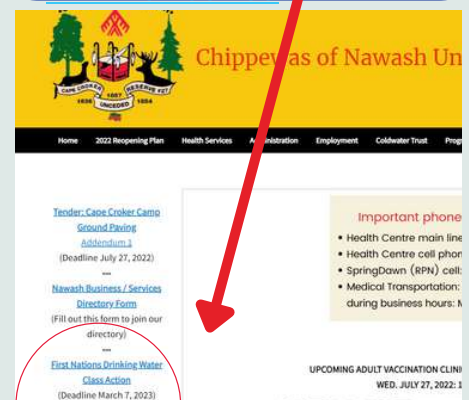 Chippewas of Nawash Un
CAPE CROKER
RESERVE YET
1857
1836 UNCEDED 1854
Home 2022 Reopening Plan Health Services Administration Employment Coldwater Trust Progr
Tender: Cape Croker Camp
Ground Paving
Addendum 1
(Deadline July 27, 2022)
***
Nawash Business / Services
Directory Form
(Fill out this form to join our
directory)
***
First Nations Drinking Water
Class Action
(Deadline March 7, 2023)
Important phone
• Health Centre main line
• Health Centre cell phon
• SpringDawn (RPN) cell:
• Medical Transportation:
during business hours: M
UPCOMING ADULT VACCINATION CLINI
WED. JULY 27, 2022: 1